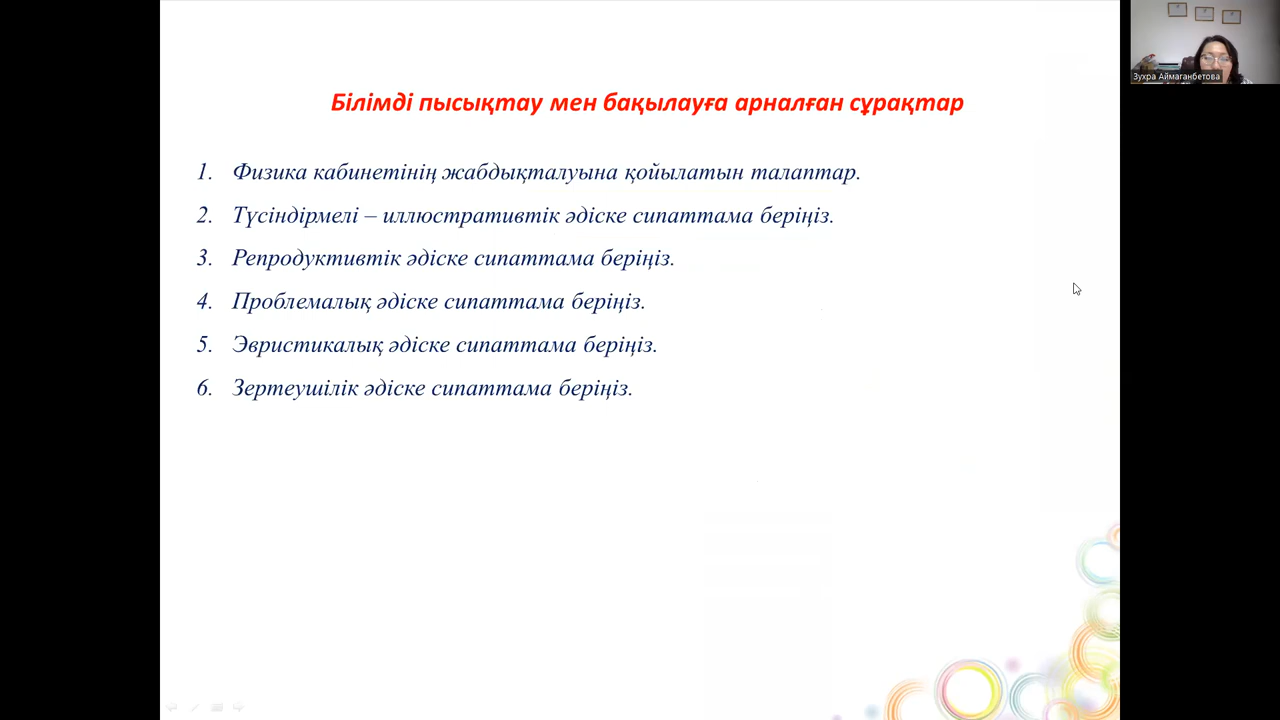 Білімді пысықтау мен бақылауға арналған сұрақтар
1. Физика кабинетінің жабдықталуына қойылатын талаптар.
2. Түсіндірмелі – иллюстративтік әдіске сипаттама беріңіз.
3. Репродуктивтік әдіске сипаттама беріңіз.
4. Проблемалық әдіске сипаттама беріңіз.
5. Эвристикалық әдіске сипаттама беріңіз.
6. Зертеушілік әдіске сипаттама беріңіз.
Зухра Аймаганбетова